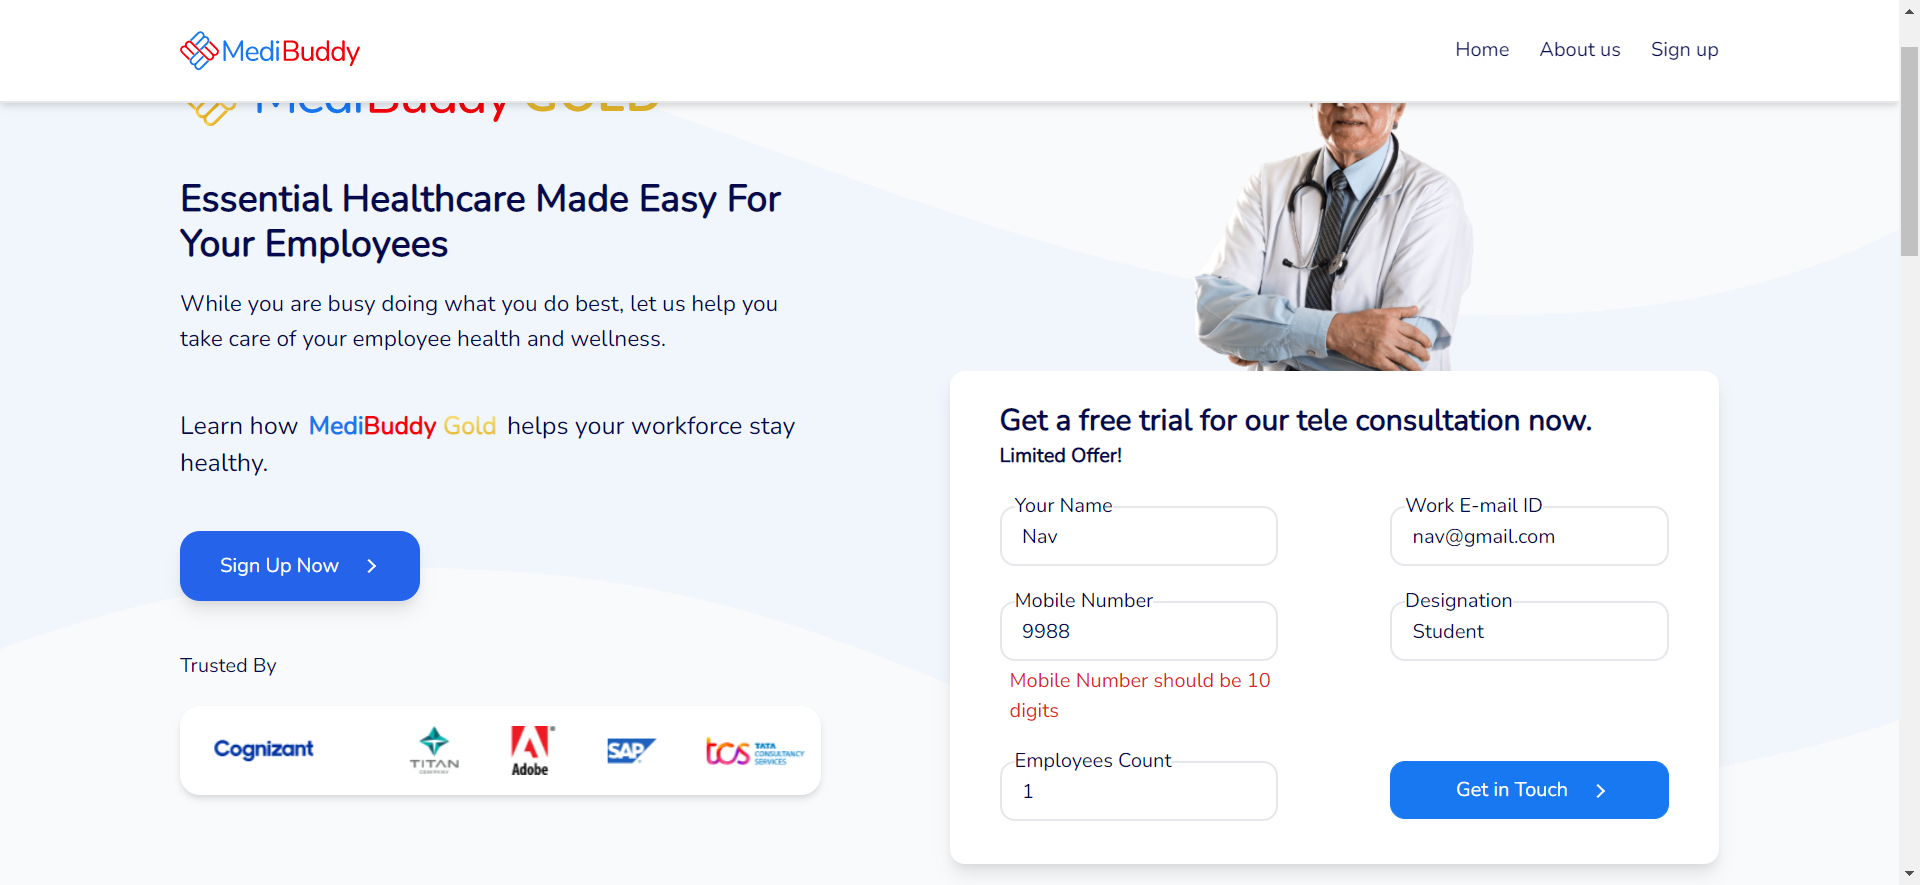 MediBuddy
Home
About us
Sign up
MediBuddy GOLD
Essential Healthcare Made Easy For
Your Employees
While you are busy doing what you do best, let us help you
take care of your employee health and wellness.
Learn how MediBuddy Gold helps your workforce stay
healthy.
Sign Up Now
Trusted By
Cognizant
TITAN
COMPANY
Adobe
SAP
tcs TATA
CONSULTANCY
SERVICES
Get a free trial for our tele consultation now.
Limited Offer!
Your Name
Nav
Work E-mail ID
nav@gmail.com
Mobile Number
9988
Designation
Student
Mobile Number should be 10
digits
Employees Count
1
Get in Touch